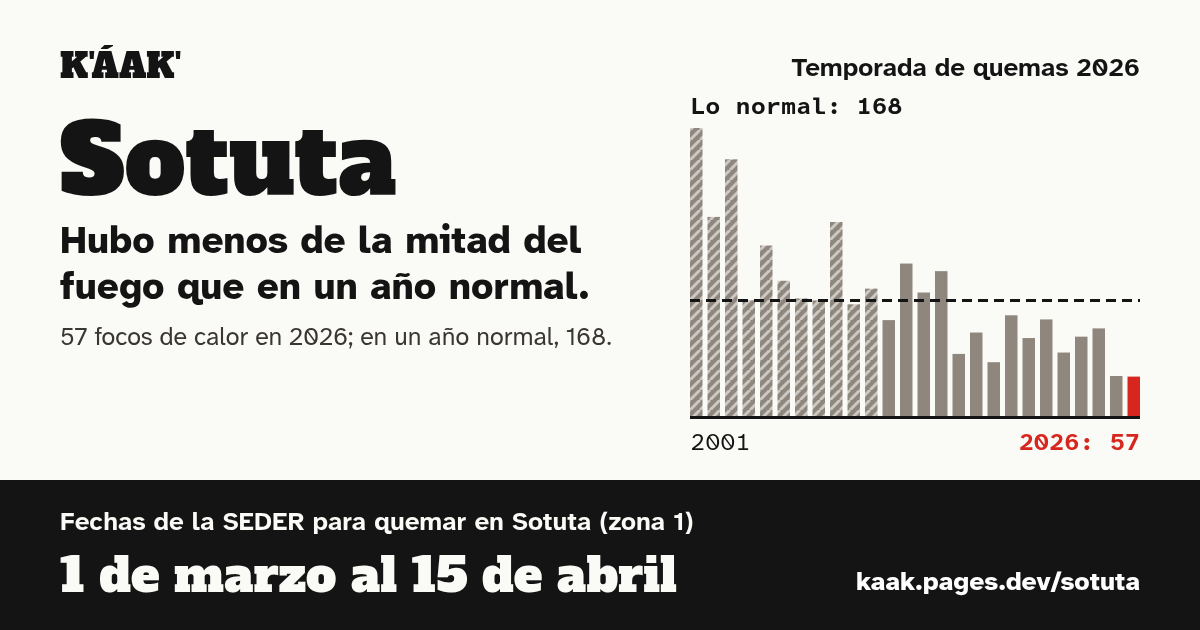 K'ÁAK'
Sotuta
Hubo menos de la mitad del
fuego que en un año normal.
57 focos de calor en 2026; en un año normal, 168.
Temporada de quemas 2026
Lo normal: 168
2001
2026: 57
Fechas de la SEDER para quemar en Sotuta (zona 1)
1 de marzo al 15 de abril
kaak.pages.dev/sotuta